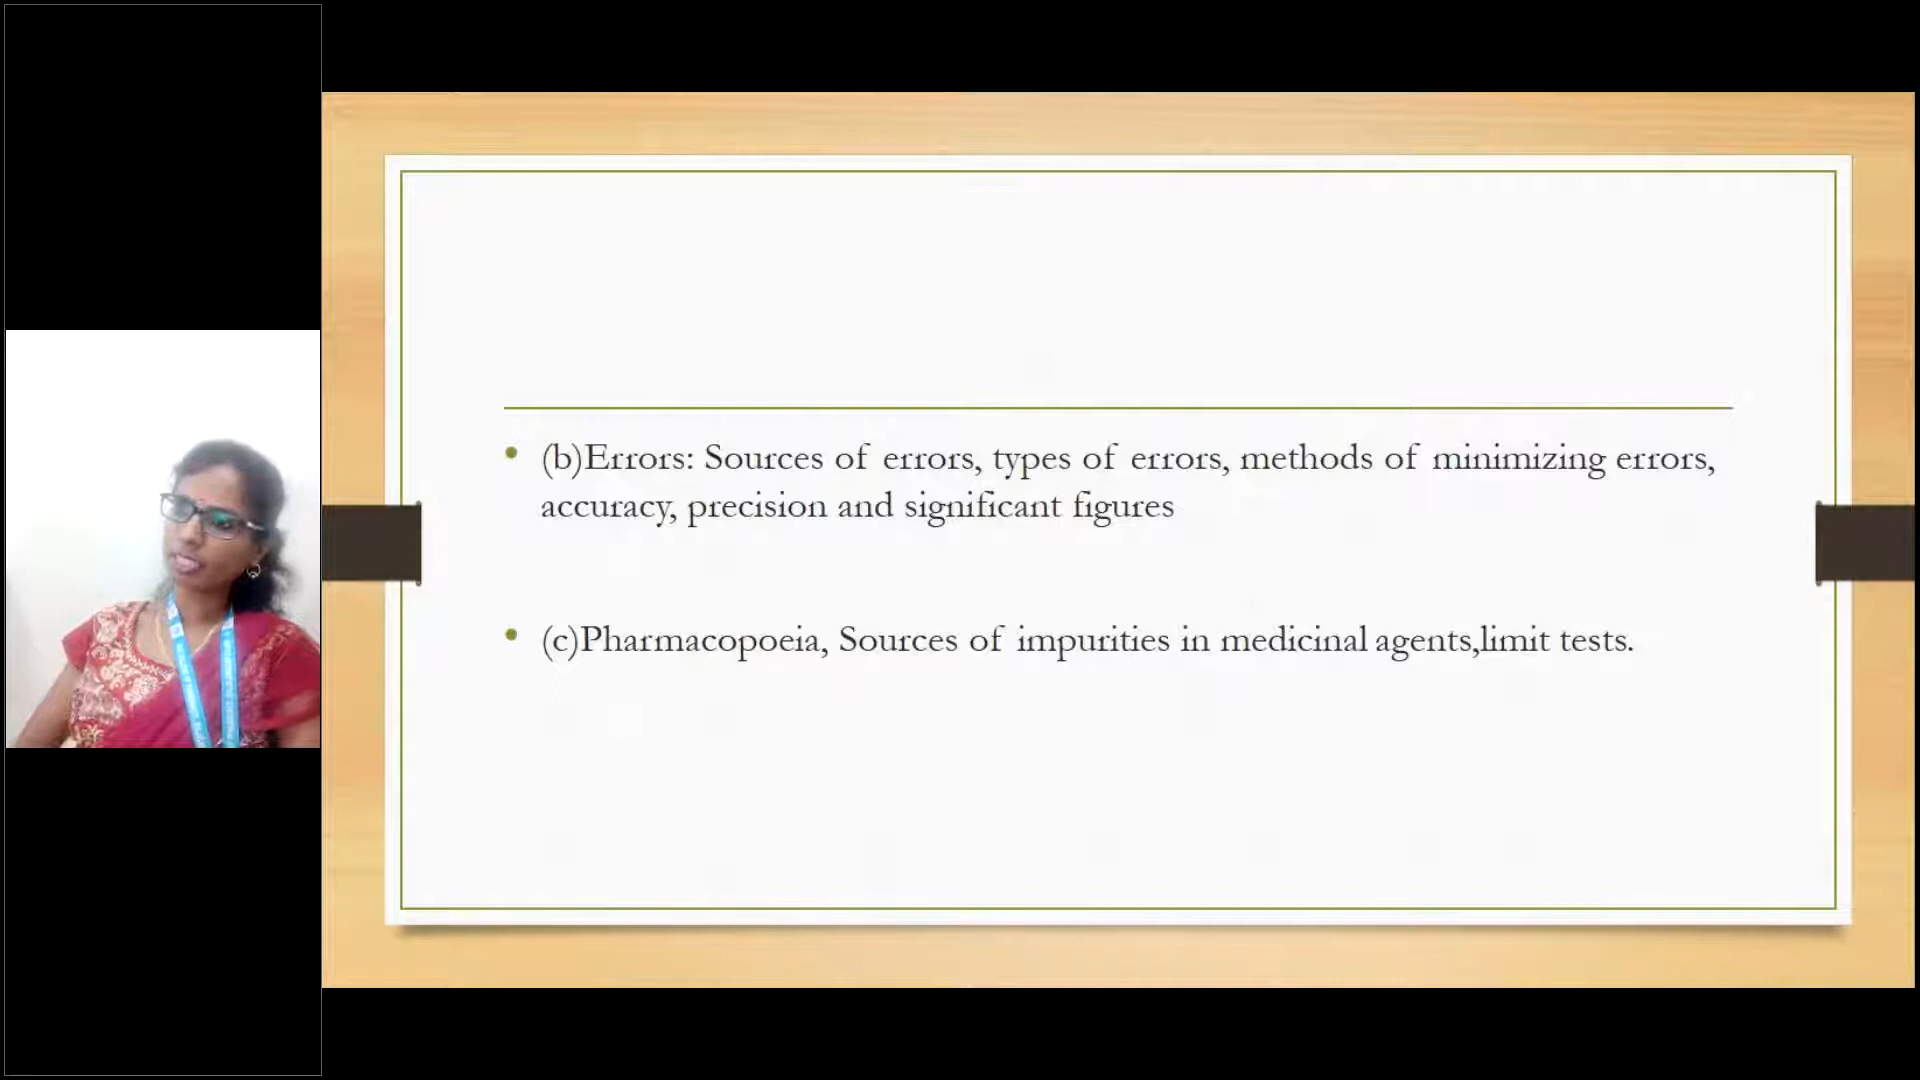 (b)Errors: Sources of errors, types of errors, methods of minimizing errors,
accuracy, precision and significant figures
(c)Pharmacopoeia, Sources of impurities in medicinal agents,limit tests.